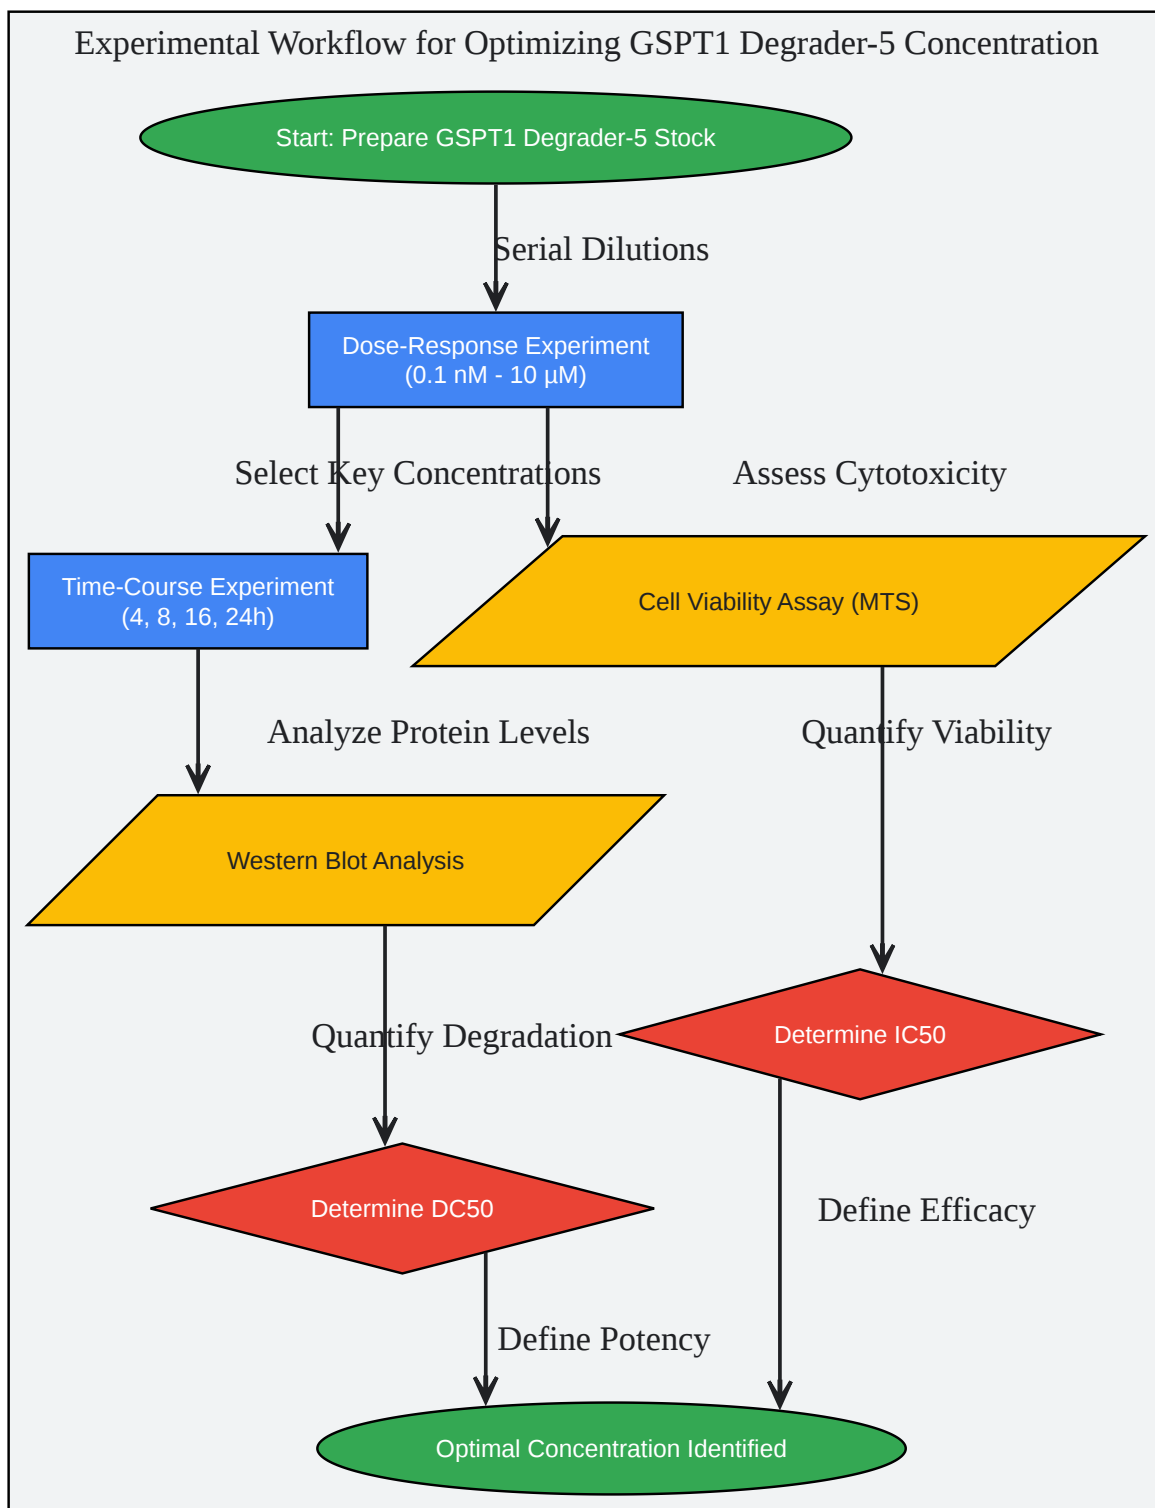 Experimental Workflow for Optimizing GSPT1 Degrader-5 Concentration
Start: Prepare GSPT1 Degrader-5 Stock
Serial Dilutions
Dose-Response Experiment
(0.1 nM - 10 µM)
Select Key Concentrations
Assess Cytotoxicity
Time-Course Experiment
(4, 8, 16, 24h)
Cell Viability Assay (MTS)
Analyze Protein Levels
Quantify Viability
Western Blot Analysis
Quantify Degradation
Determine IC50
Determine DC50
Define Efficacy
Define Potency
Optimal Concentration Identified